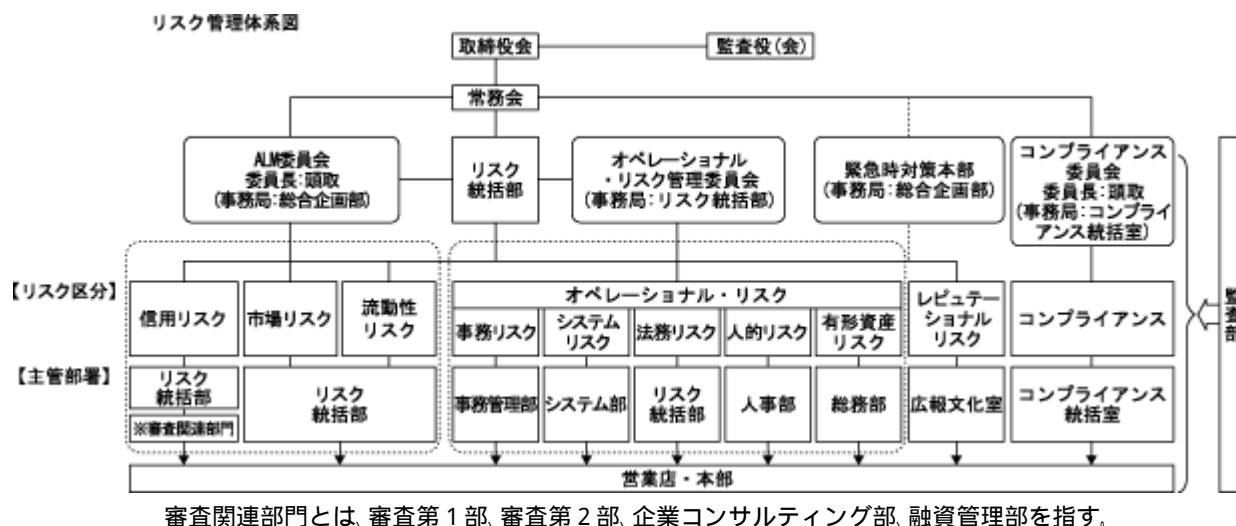 リスク管理体系図
取締役会
監査役(会)
常務会
ALM委員会
委員長:頭取
(事務局:総合企画部)
リスク
統括部
オペレーショナル
・リスク管理委員会
(事務局:リスク統括部)
緊急時対策本部
(事務局:総合企画部)
コンプライアンス
委員会
委員長:頭取
(事務局:コンプライ
アンス統括室)
監査部
【リスク区分】
信用リスク
市場リスク
流動性
リスク
オペレーショナル・リスク
事務リスク
システム
リスク
法務リスク
人的リスク
有形資産
リスク
レピュテー
ショナル
リスク
コンプライアンス
【主管部署】
リスク
統括部
※審査関連部門
リスク
統括部
事務管理部
システム部
リスク
統括部
人事部
総務部
広報文化室
コンプライアンス
統括室
営業店・本部
審査関連部門とは、審査第1部、審査第2部、企業コンサルティング部、融資管理部を指す。